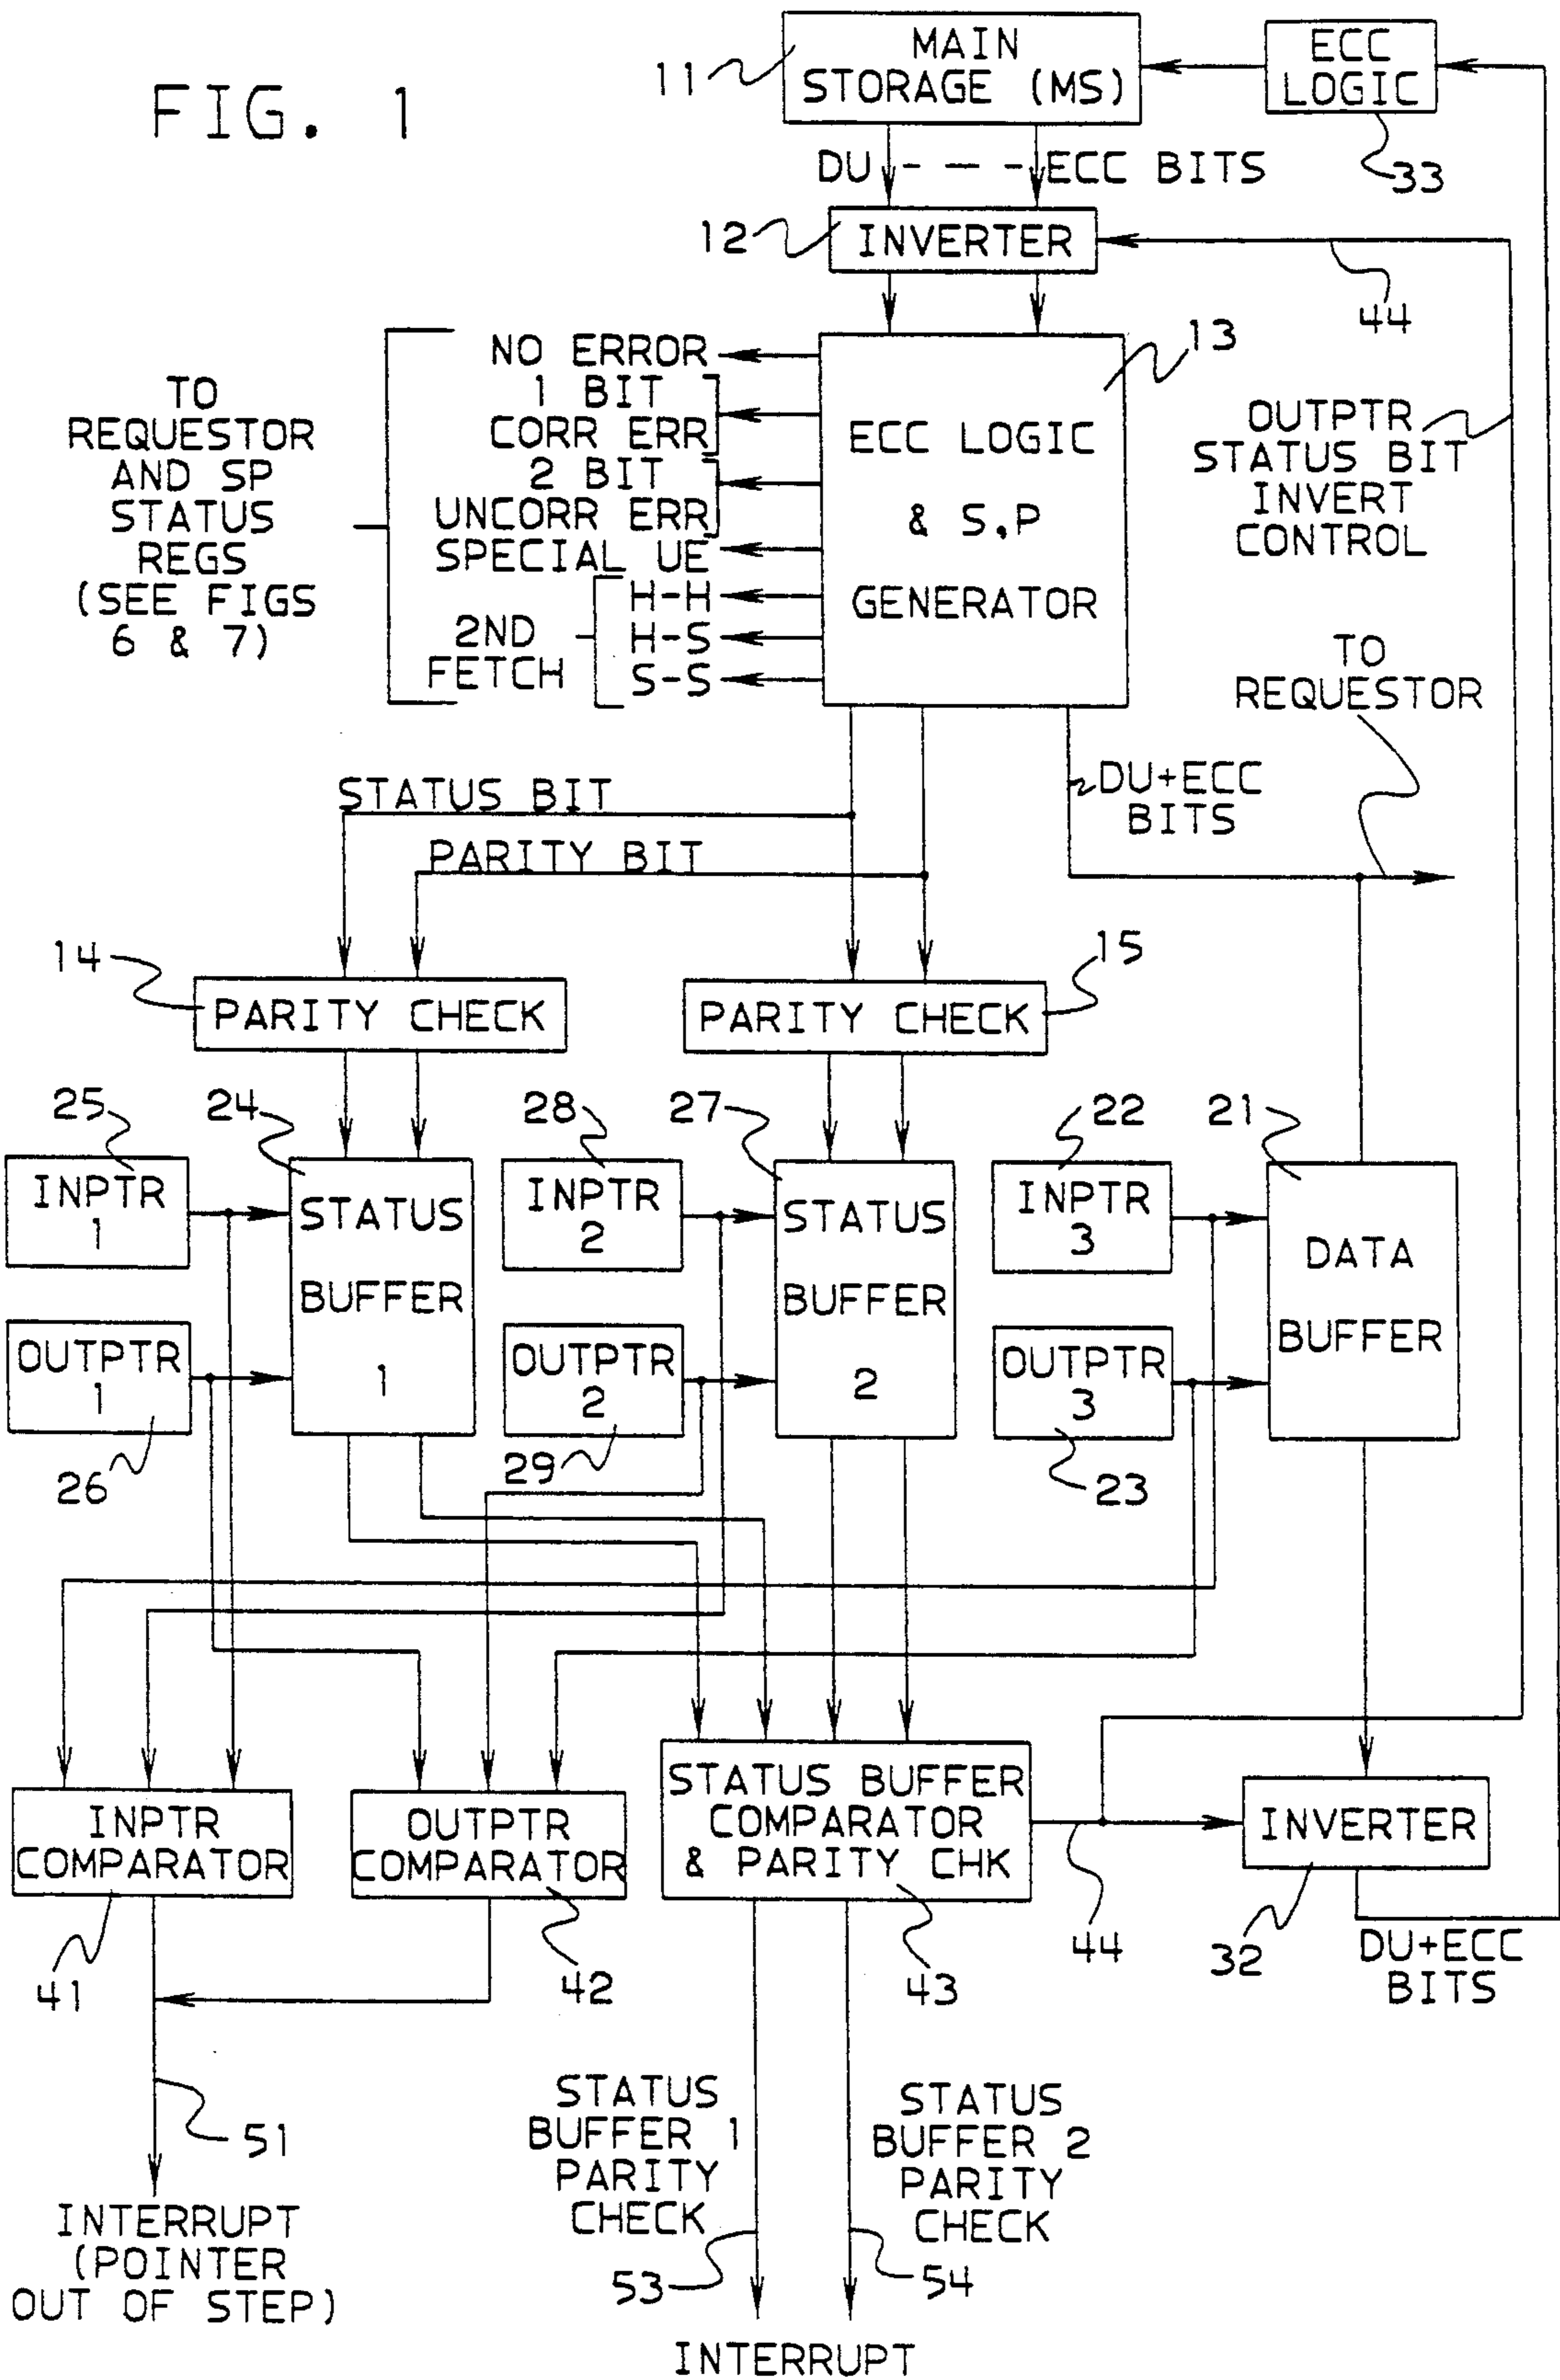 FIG. 1
MAIN
STORAGE (MS)
11
ECC
LOGIC
33
DU - - - ECC BITS
12
INVERTER
44
13
TO
REQUESTOR
AND SP
STATUS
REGS
(SEE FIGS
6 & 7)
NO ERROR
1 BIT
CORR ERR
2 BIT
UNCORR ERR
SPECIAL UE
2ND
FETCH
H-H
H-S
S-S
ECC LOGIC
& S,P
GENERATOR
OUTPTR
STATUS BIT
INVERT
CONTROL
TO
REQUESTOR
STATUS BIT
PARITY BIT
DU+ECC
BITS
14
PARITY CHECK
15
PARITY CHECK
25
INPTR
1
24
STATUS
BUFFER
1
28
INPTR
2
27
STATUS
BUFFER
2
22
INPTR
3
21
DATA
BUFFER
OUTPTR
1
26
OUTPTR
2
29
OUTPTR
3
23
INPTR
COMPARATOR
41
OUTPTR
COMPARATOR
42
STATUS BUFFER
COMPARATOR
& PARITY CHK
43
44
INVERTER
32
DU+ECC
BITS
51
INTERRUPT
(POINTER
OUT OF STEP)
STATUS
BUFFER 1
PARITY
CHECK
53
STATUS
BUFFER 2
PARITY
CHECK
54
INTERRUPT